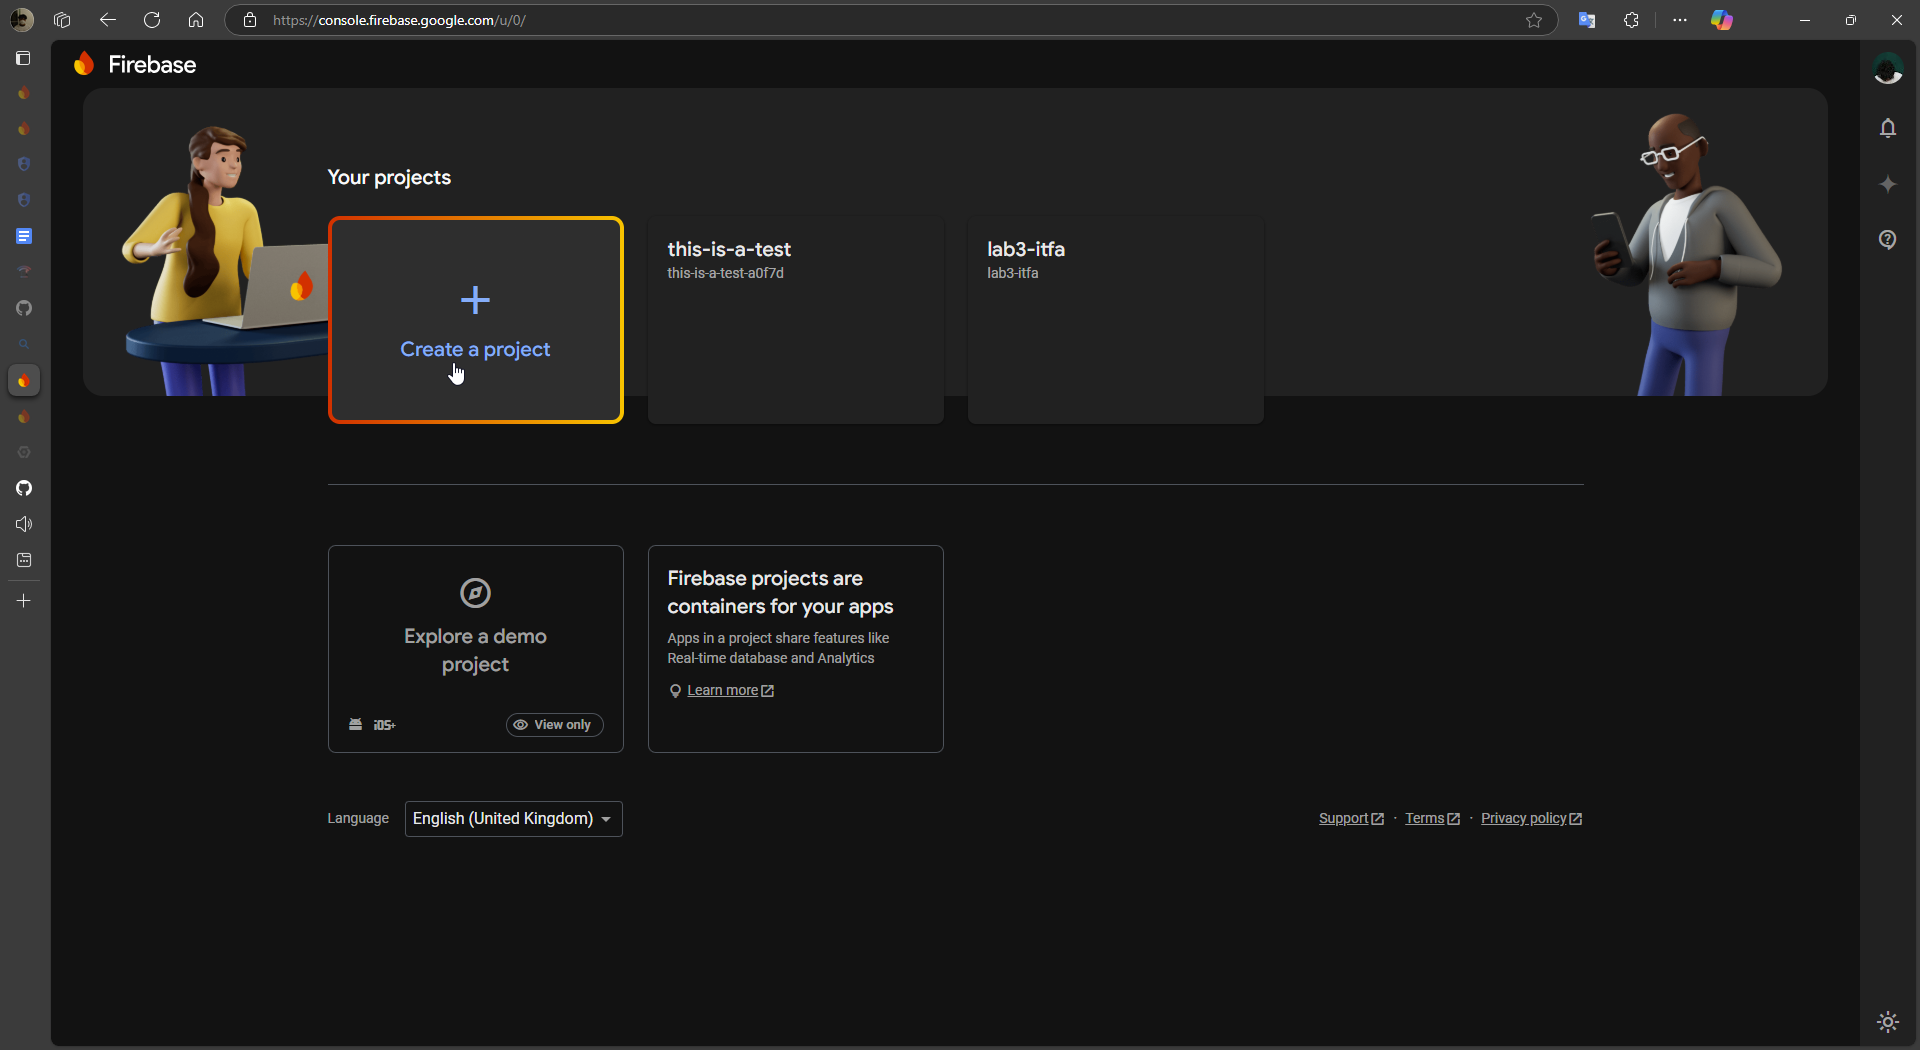 https://console.firebase.google.com/u/0/
Firebase
Your projects
Create a project
this-is-a-test
this-is-a-test-a0f7d
lab3-itfa
lab3-itfa
Explore a demo
project
iOS+
View only
Firebase projects are
containers for your apps
Apps in a project share features like
Real-time database and Analytics
Learn more
Language
English (United Kingdom)
Support · Terms · Privacy policy